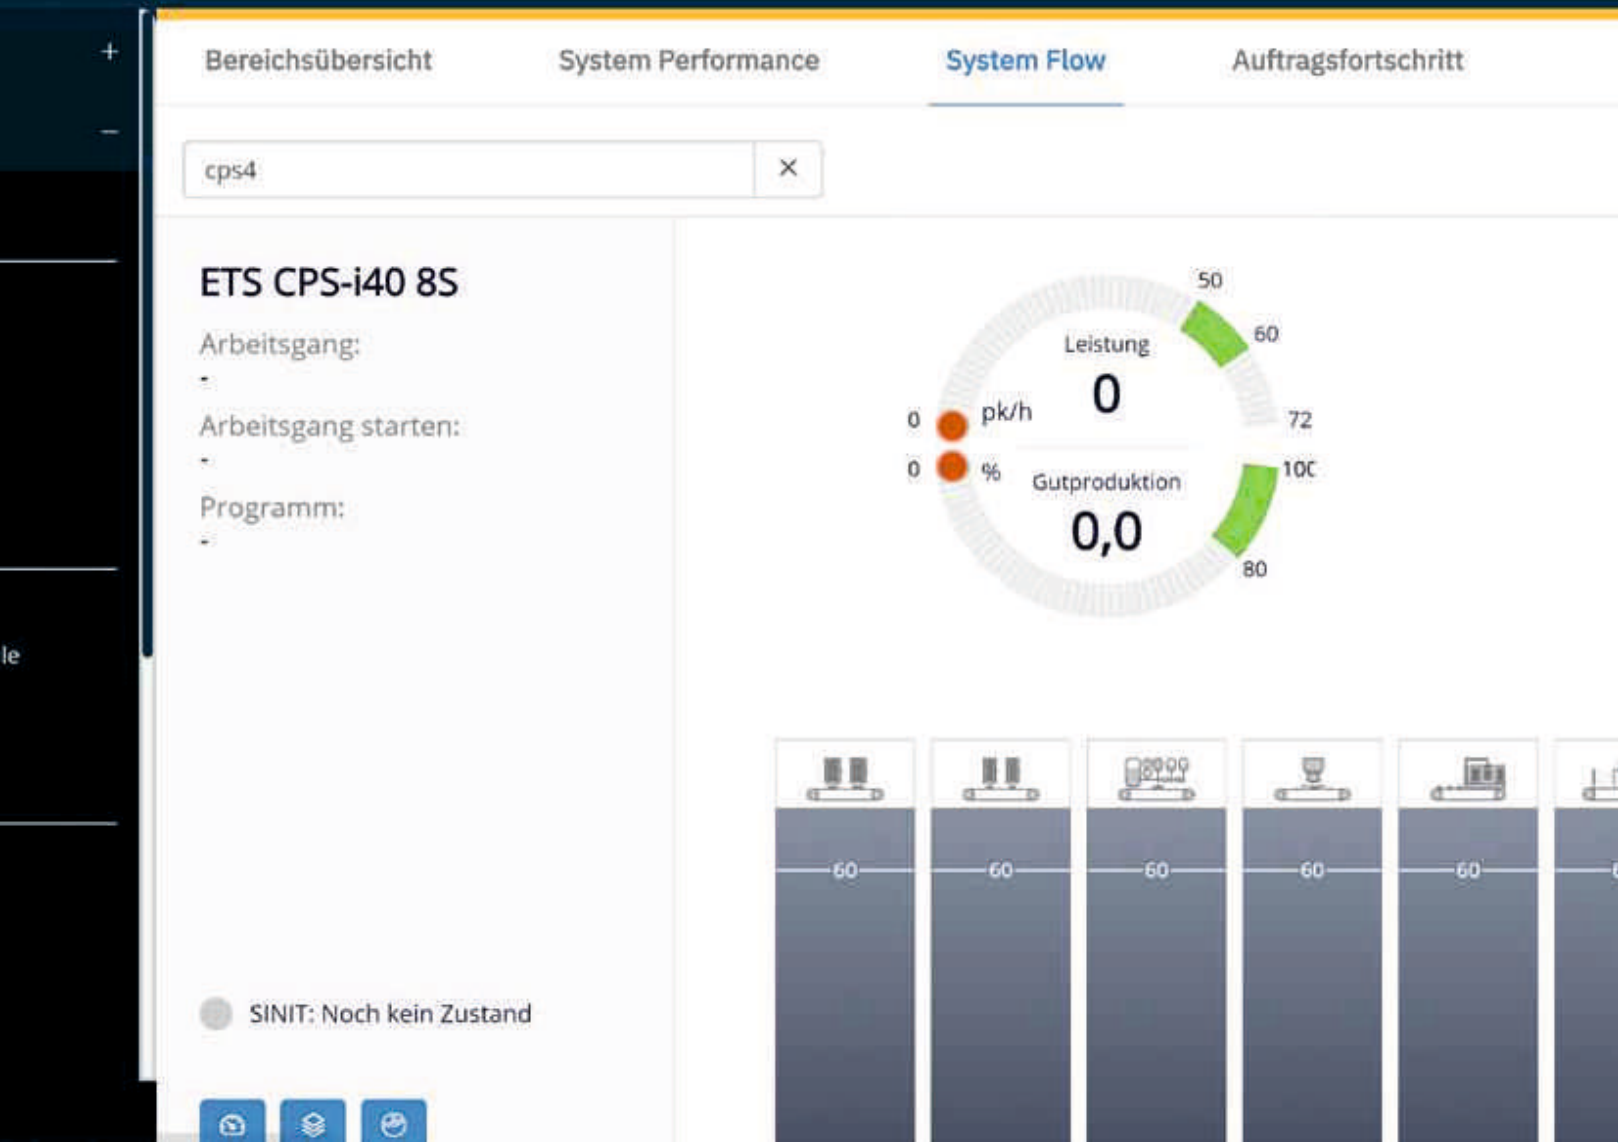 +
Bereichsübersicht System Performance System Flow Auftragsfortschritt
−
cps4 ×
ETS CPS-i40 8S
Arbeitsgang:
-
Arbeitsgang starten:
-
Programm:
-
SINIT: Noch kein Zustand
le
50
60
Leistung
0
0 pk/h 72
0 % 100
Gutproduktion
0,0
80
60 60 60 60 60